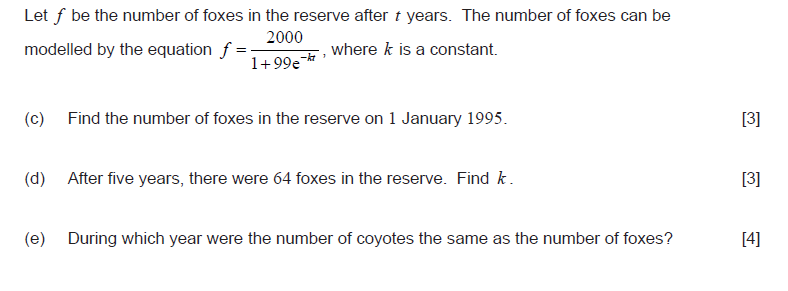 Let f be the number of foxes in the reserve after t years. The number of foxes can be
modelled by the equation f = 2000 / (1+99e^(-kt)), where k is a constant.
(c) Find the number of foxes in the reserve on 1 January 1995. [3]
(d) After five years, there were 64 foxes in the reserve. Find k. [3]
(e) During which year were the number of coyotes the same as the number of foxes? [4]